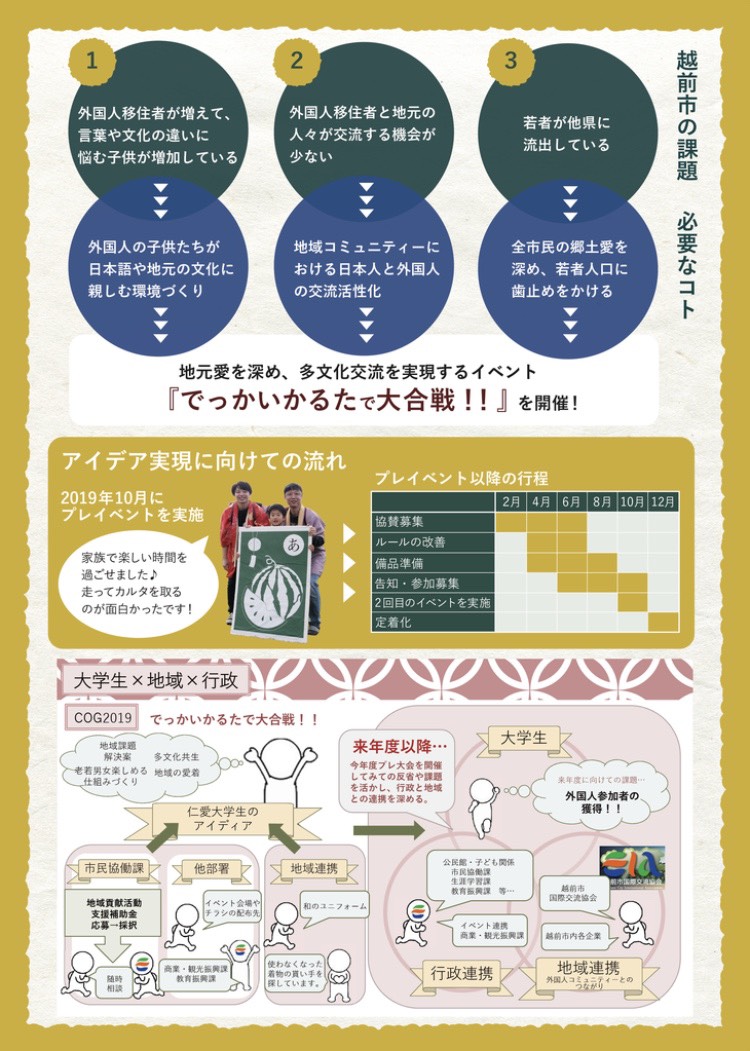 越前市の課題 必要なコト
1
外国人移住者が増えて、
言葉や文化の違いに
悩む子供が増加している
2
外国人移住者と地元の
人々が交流する機会が
少ない
3
若者が他県に
流出している
外国人の子供たちが
日本語や地元の文化に
親しむ環境づくり
地域コミュニティーに
おける日本人と外国人
の交流活性化
全市民の郷土愛を
深め、若者人口に
歯止めをかける
地元愛を深め、多文化交流を実現するイベント
『でっかいかるたで大合戦!!』を開催!
アイデア実現に向けての流れ
2019年10月に
プレイベントを実施
家族で楽しい時間を
過ごせました♪
走ってカルタを取る
のが面白かったです!
あ
プレイベント以降の行程
2月 4月 6月 8月 10月 12月
協賛募集
ルールの改善
備品準備
告知・参加募集
2回目のイベントを実施
定着化
大学生×地域×行政
COG2019 でっかいかるたで大合戦!!
地域課題
解決案
多文化共生
老若男女楽しめる
仕組みづくり
地域の愛着
仁愛大学生の
アイディア
市民協働課
地域貢献活動
支援補助金
応募→採択
随時
相談
他部署
イベント会場や
チラシの配布先
商業・観光振興課
教育振興課
地域連携
和のユニフォーム
使わなくなった
着物の買い手を
探しています。
来年度以降…
今年度プレ大会を開催
してみての反省や課題
を活かし、行政と地域
との連携を深める。
大学生
来年度に向けての課題…
外国人参加者の
獲得!!
公民館・子ども関係
市民協働課
生涯学習課
教育振興課 等…
イベント連携
商業・観光振興課
行政連携
EIA
前市国際交流協会
越前市
国際交流協会
越前市内各企業
地域連携
外国人コミュニティーとの
つながり